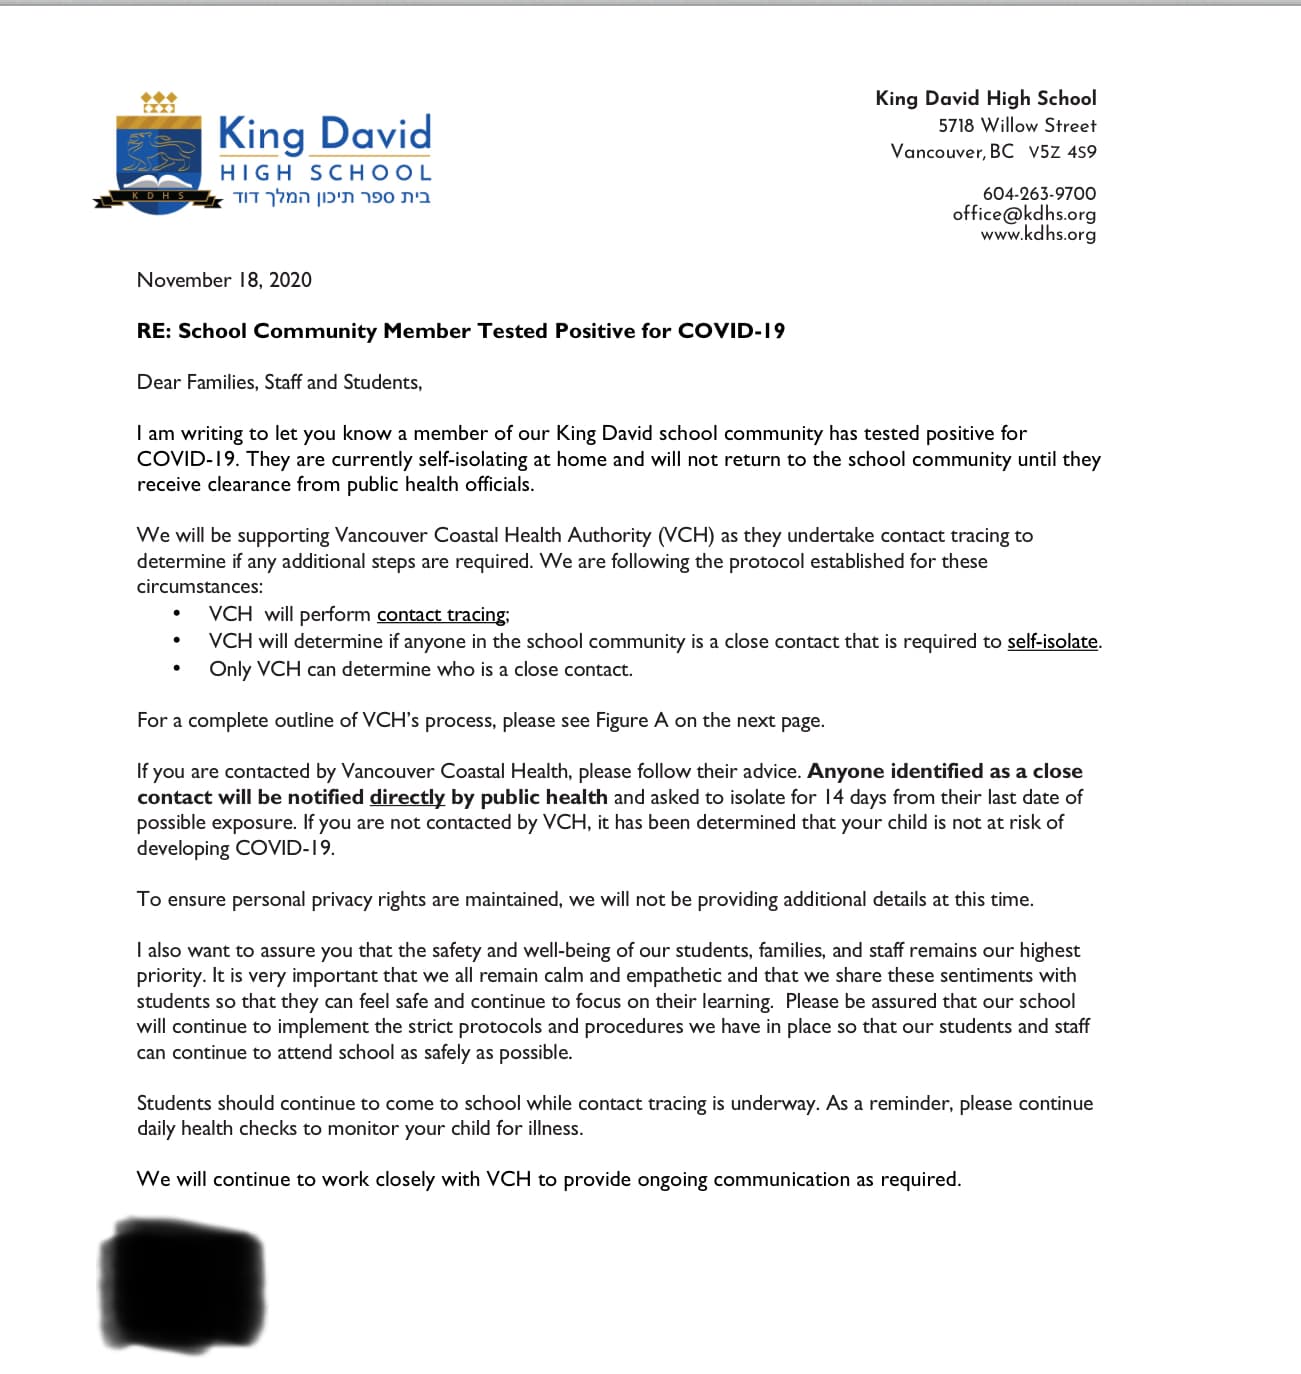 King David
HIGH SCHOOL
בית ספר תיכון המלך דוד
KDHS
King David High School
5718 Willow Street
Vancouver, BC V5Z 4S9
604-263-9700
office@kdhs.org
www.kdhs.org
November 18, 2020
RE: School Community Member Tested Positive for COVID-19
Dear Families, Staff and Students,
I am writing to let you know a member of our King David school community has tested positive for
COVID-19. They are currently self-isolating at home and will not return to the school community until they
receive clearance from public health officials.
We will be supporting Vancouver Coastal Health Authority (VCH) as they undertake contact tracing to
determine if any additional steps are required. We are following the protocol established for these
circumstances:
• VCH will perform contact tracing;
• VCH will determine if anyone in the school community is a close contact that is required to self-isolate.
• Only VCH can determine who is a close contact.
For a complete outline of VCH's process, please see Figure A on the next page.
If you are contacted by Vancouver Coastal Health, please follow their advice. Anyone identified as a close
contact will be notified directly by public health and asked to isolate for 14 days from their last date of
possible exposure. If you are not contacted by VCH, it has been determined that your child is not at risk of
developing COVID-19.
To ensure personal privacy rights are maintained, we will not be providing additional details at this time.
I also want to assure you that the safety and well-being of our students, families, and staff remains our highest
priority. It is very important that we all remain calm and empathetic and that we share these sentiments with
students so that they can feel safe and continue to focus on their learning. Please be assured that our school
will continue to implement the strict protocols and procedures we have in place so that our students and staff
can continue to attend school as safely as possible.
Students should continue to come to school while contact tracing is underway. As a reminder, please continue
daily health checks to monitor your child for illness.
We will continue to work closely with VCH to provide ongoing communication as required.